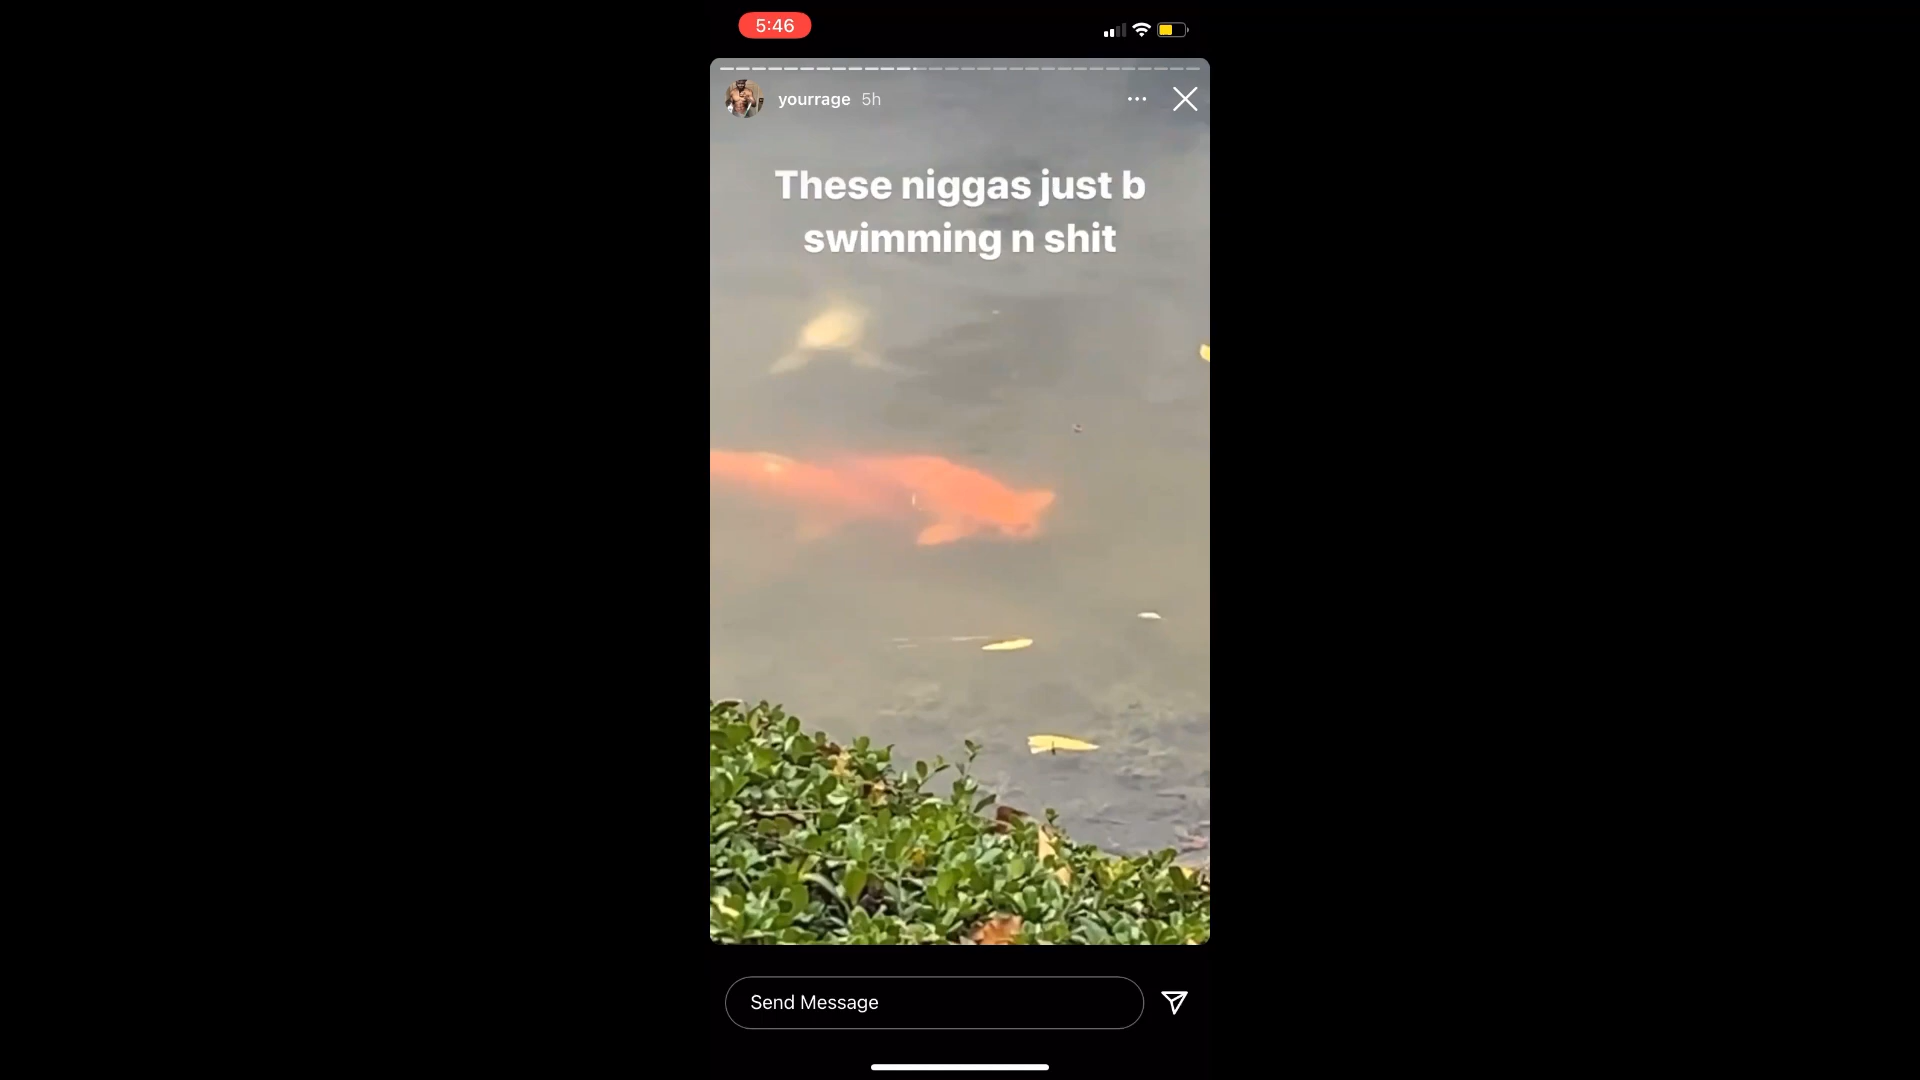 5:46
yourrage 5h
These niggas just b
swimming n shit
Send Message